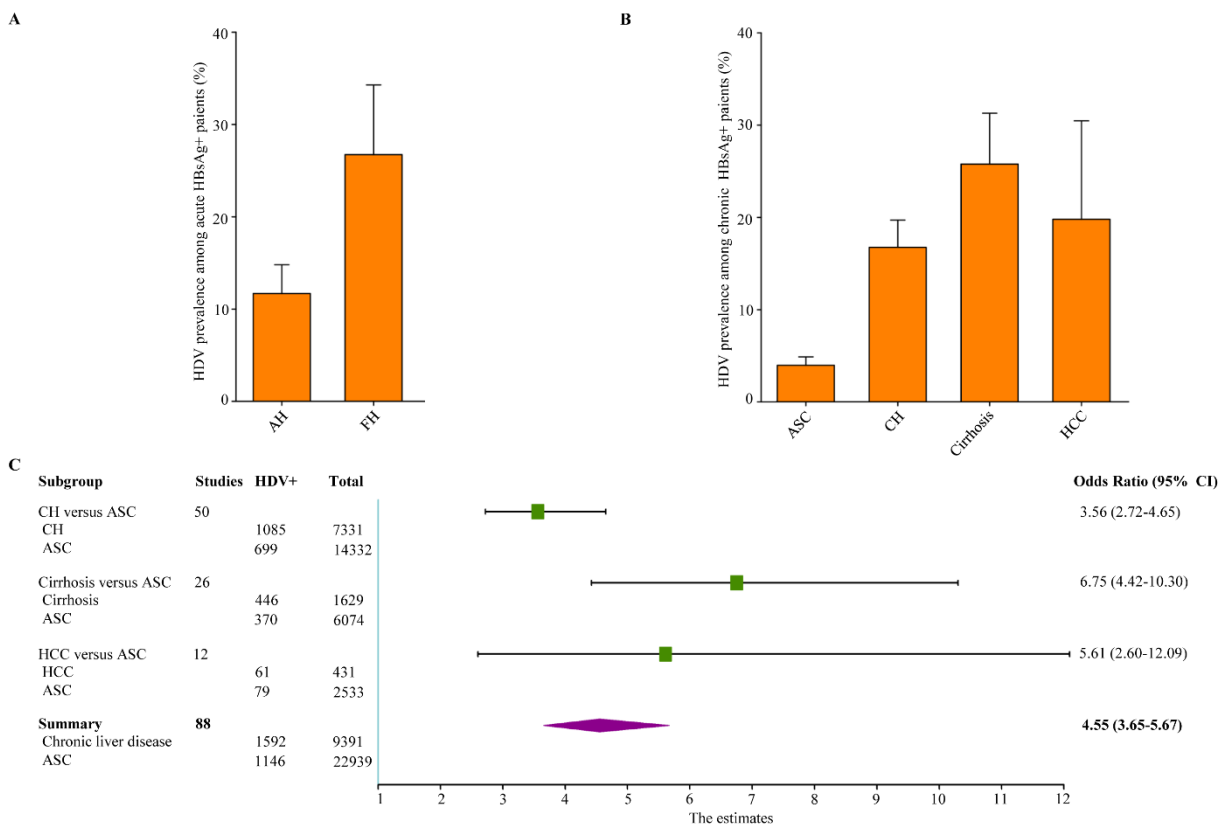 A
HDV prevalence among acute HBsAg+ paients (%)
40
30
20
10
0
AH
FH
B
HDV prevalence among chronic HBsAg+ paients (%)
40
30
20
10
0
ASC
CH
Cirrhosis
HCC
C
Subgroup Studies HDV+ Total Odds Ratio (95% CI)
CH versus ASC 50 3.56 (2.72-4.65)
CH 1085 7331
ASC 699 14332
Cirrhosis versus ASC 26 6.75 (4.42-10.30)
Cirrhosis 446 1629
ASC 370 6074
HCC versus ASC 12 5.61 (2.60-12.09)
HCC 61 431
ASC 79 2533
Summary 88 4.55 (3.65-5.67)
Chronic liver disease 1592 9391
ASC 1146 22939
1 2 3 4 5 6 7 8 9 10 11 12
The estimates